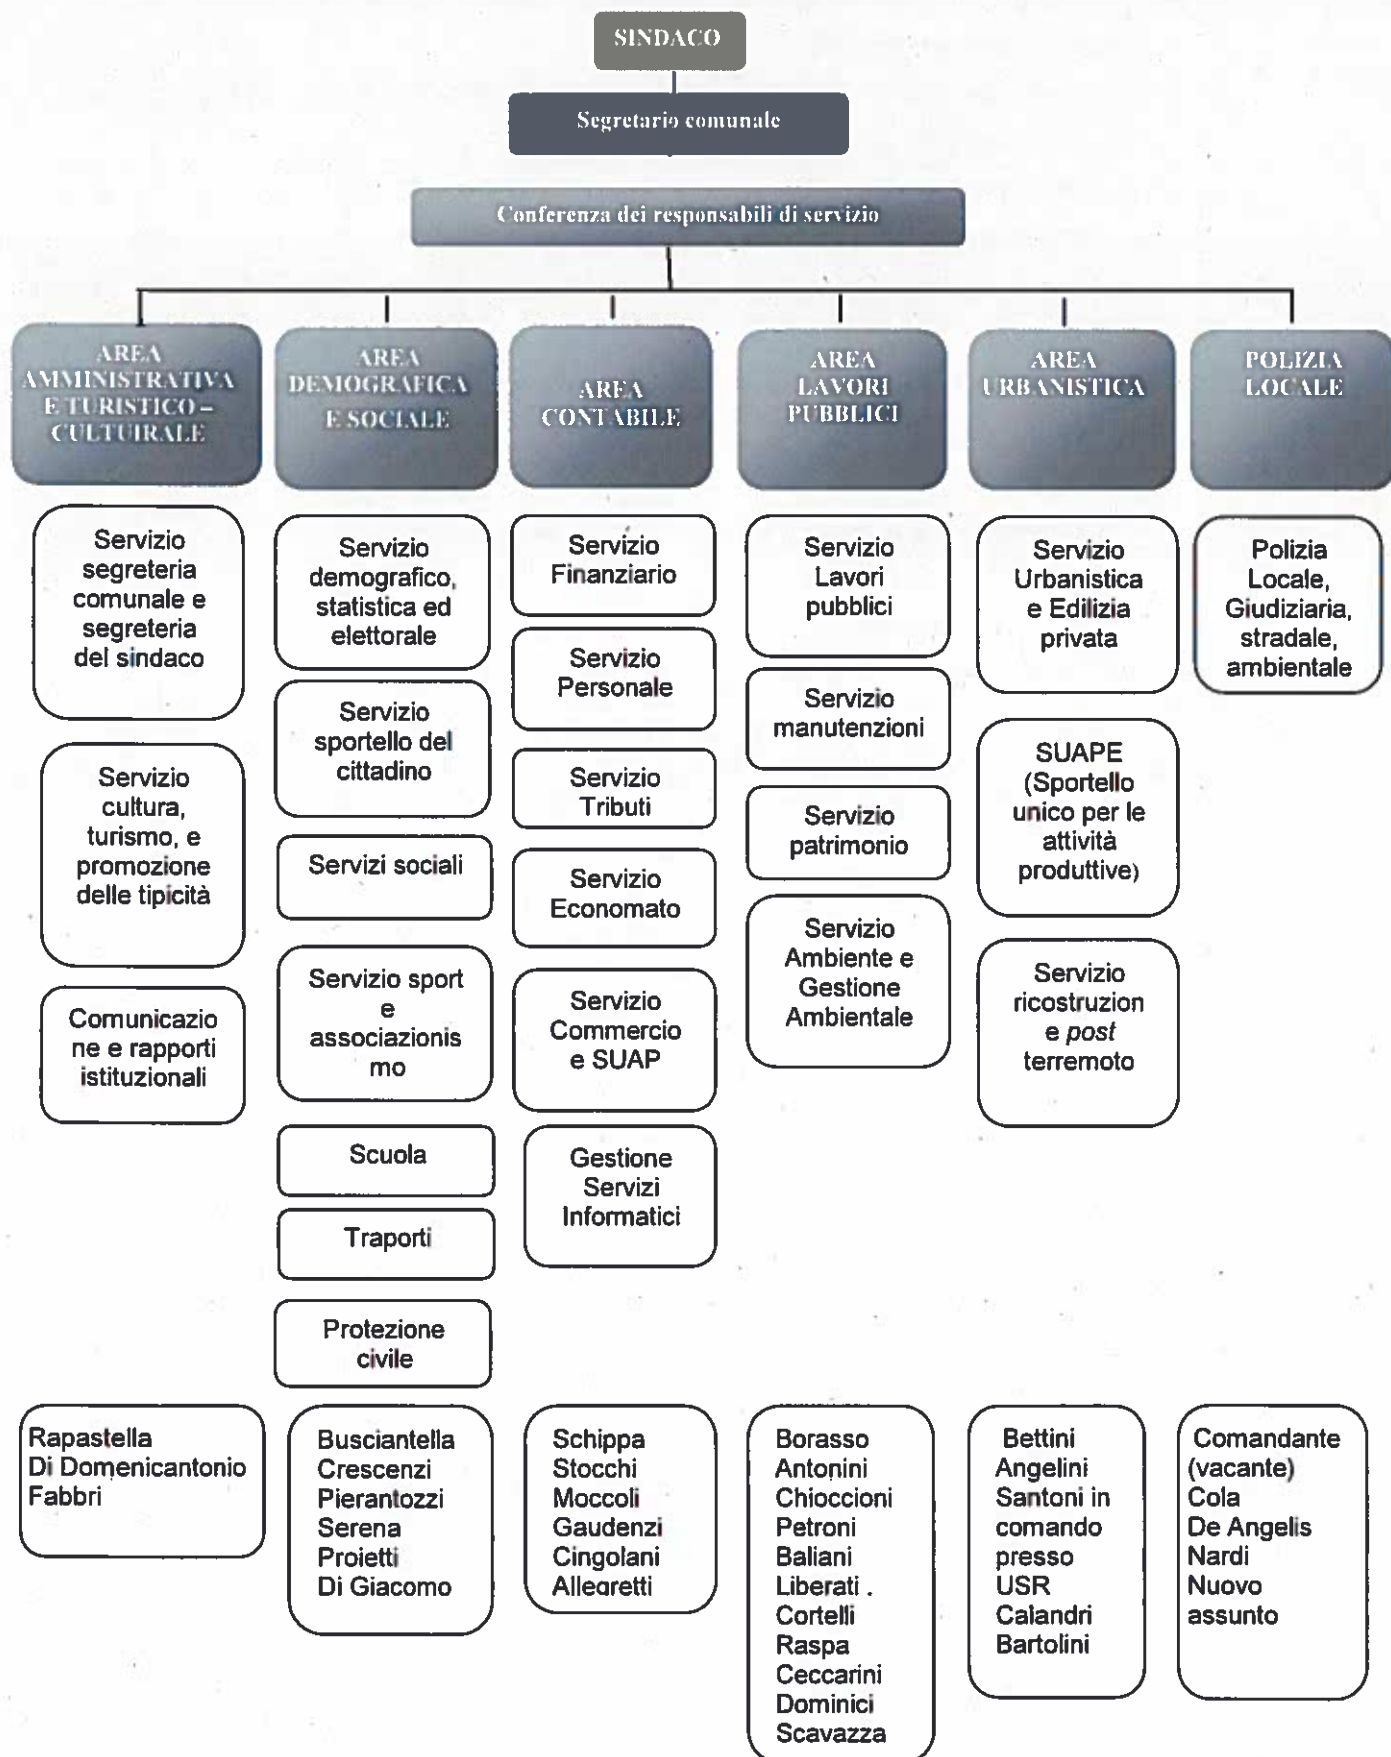 SINDACO
Segretario comunale
Conferenza dei responsabili di servizio
AREA
AMMINISTRATIVA
E TURISTICO –
CULTUIRALE
AREA
DEMOGRAFICA
E SOCIALE
AREA
CONTABILE
AREA
LAVORI
PUBBLICI
AREA
URBANISTICA
POLIZIA
LOCALE
Servizio
segreteria
comunale e
segreteria
del sindaco
Servizio
cultura,
turismo, e
promozione
delle tipicità
Comunicazio
ne e rapporti
istituzionali
Servizio
demografico,
statistica ed
elettorale
Servizio
sportello del
cittadino
Servizi sociali
Servizio sport
e
associazionis
mo
Scuola
Traporti
Protezione
civile
Servizio
Finanziario
Servizio
Personale
Servizio
Tributi
Servizio
Economato
Servizio
Commercio
e SUAP
Gestione
Servizi
Informatici
Servizio
Lavori
pubblici
Servizio
manutenzioni
Servizio
patrimonio
Servizio
Ambiente e
Gestione
Ambientale
Servizio
Urbanistica
e Edilizia
privata
SUAPE
(Sportello
unico per le
attività
produttive)
Servizio
ricostruzion
e post
terremoto
Polizia
Locale,
Giudiziaria,
stradale,
ambientale
Rapastella
Di Domenicantonio
Fabbri
Busciantella
Crescenzi
Pierantozzi
Serena
Proietti
Di Giacomo
Schippa
Stocchi
Moccoli
Gaudenzi
Cingolani
Allegretti
Borasso
Antonini
Chioccioni
Petroni
Baliani
Liberati .
Cortelli
Raspa
Ceccarini
Dominici
Scavazza
Bettini
Angelini
Santoni in
comando
presso
USR
Calandri
Bartolini
Comandante
(vacante)
Cola
De Angelis
Nardi
Nuovo
assunto